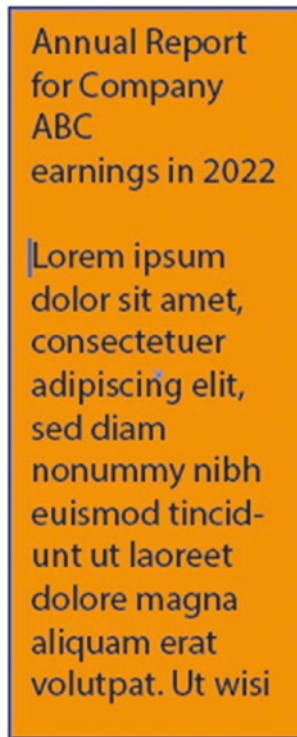 Annual Report
for Company
ABC
earnings in 2022
Lorem ipsum
dolor sit amet,
consectetuer
adipiscing elit,
sed diam
nonummy nibh
euismod tincid-
unt ut laoreet
dolore magna
aliquam erat
volutpat. Ut wisi